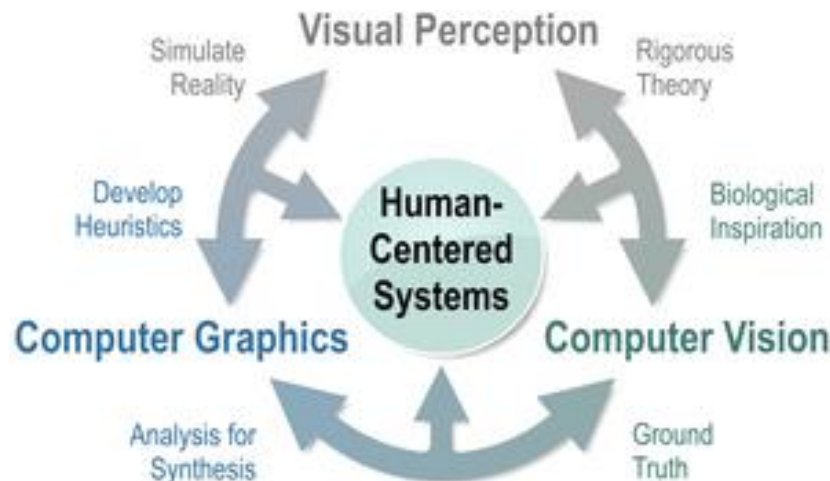 Visual Perception
Simulate
Reality
Rigorous
Theory
Develop
Heuristics
Human-
Centered
Systems
Biological
Inspiration
Computer Graphics
Computer Vision
Analysis for
Synthesis
Ground
Truth